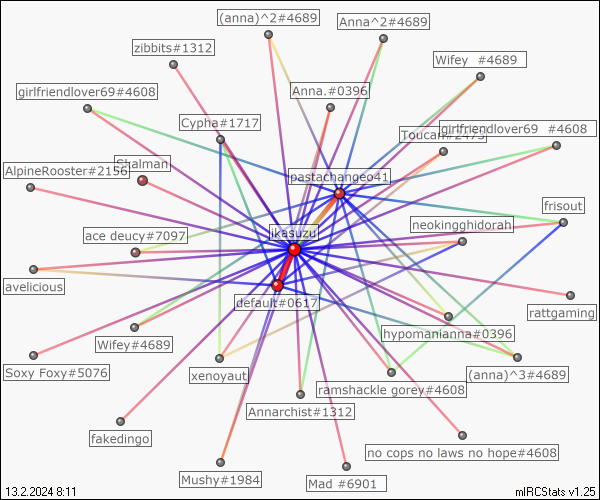 (anna)^2#4689
Anna^2#4689
zibbits#1312
Wifey  #4689
girlfriendlover69#4608
Anna.#0396
Cypha#1717
Toucan#2473
girlfriendlover69  #4608
AlpineRooster#2156
Shalman
pastachangeo41
frisout
ace deucy#7097
ikasuzu
neokingghidorah
avelicious
default#0617
rattgaming
Wifey#4689
hypomanianna#0396
Soxy Foxy#5076
xenoyaut
ramshackle gorey#4608
(anna)^3#4689
Annarchist#1312
fakedingo
no cops no laws no hope#4608
Mushy#1984
Mad  #6901
13.2.2024 8:11
mIRCStats v1.25